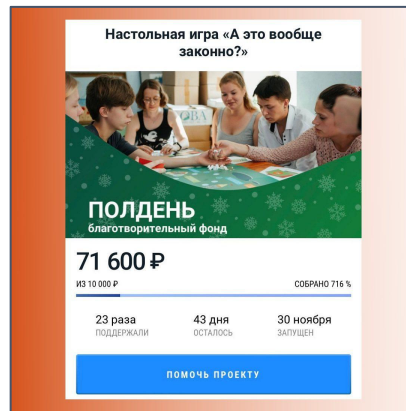 Настольная игра «А это вообще
законно?»
ПОЛДЕНЬ
благотворительный фонд
71 600 ₽
ИЗ 10 000 ₽ СОБРАНО 716 %
23 раза 43 дня 30 ноября
ПОДДЕРЖАЛИ ОСТАЛОСЬ ЗАПУЩЕН
ПОМОЧЬ ПРОЕКТУ